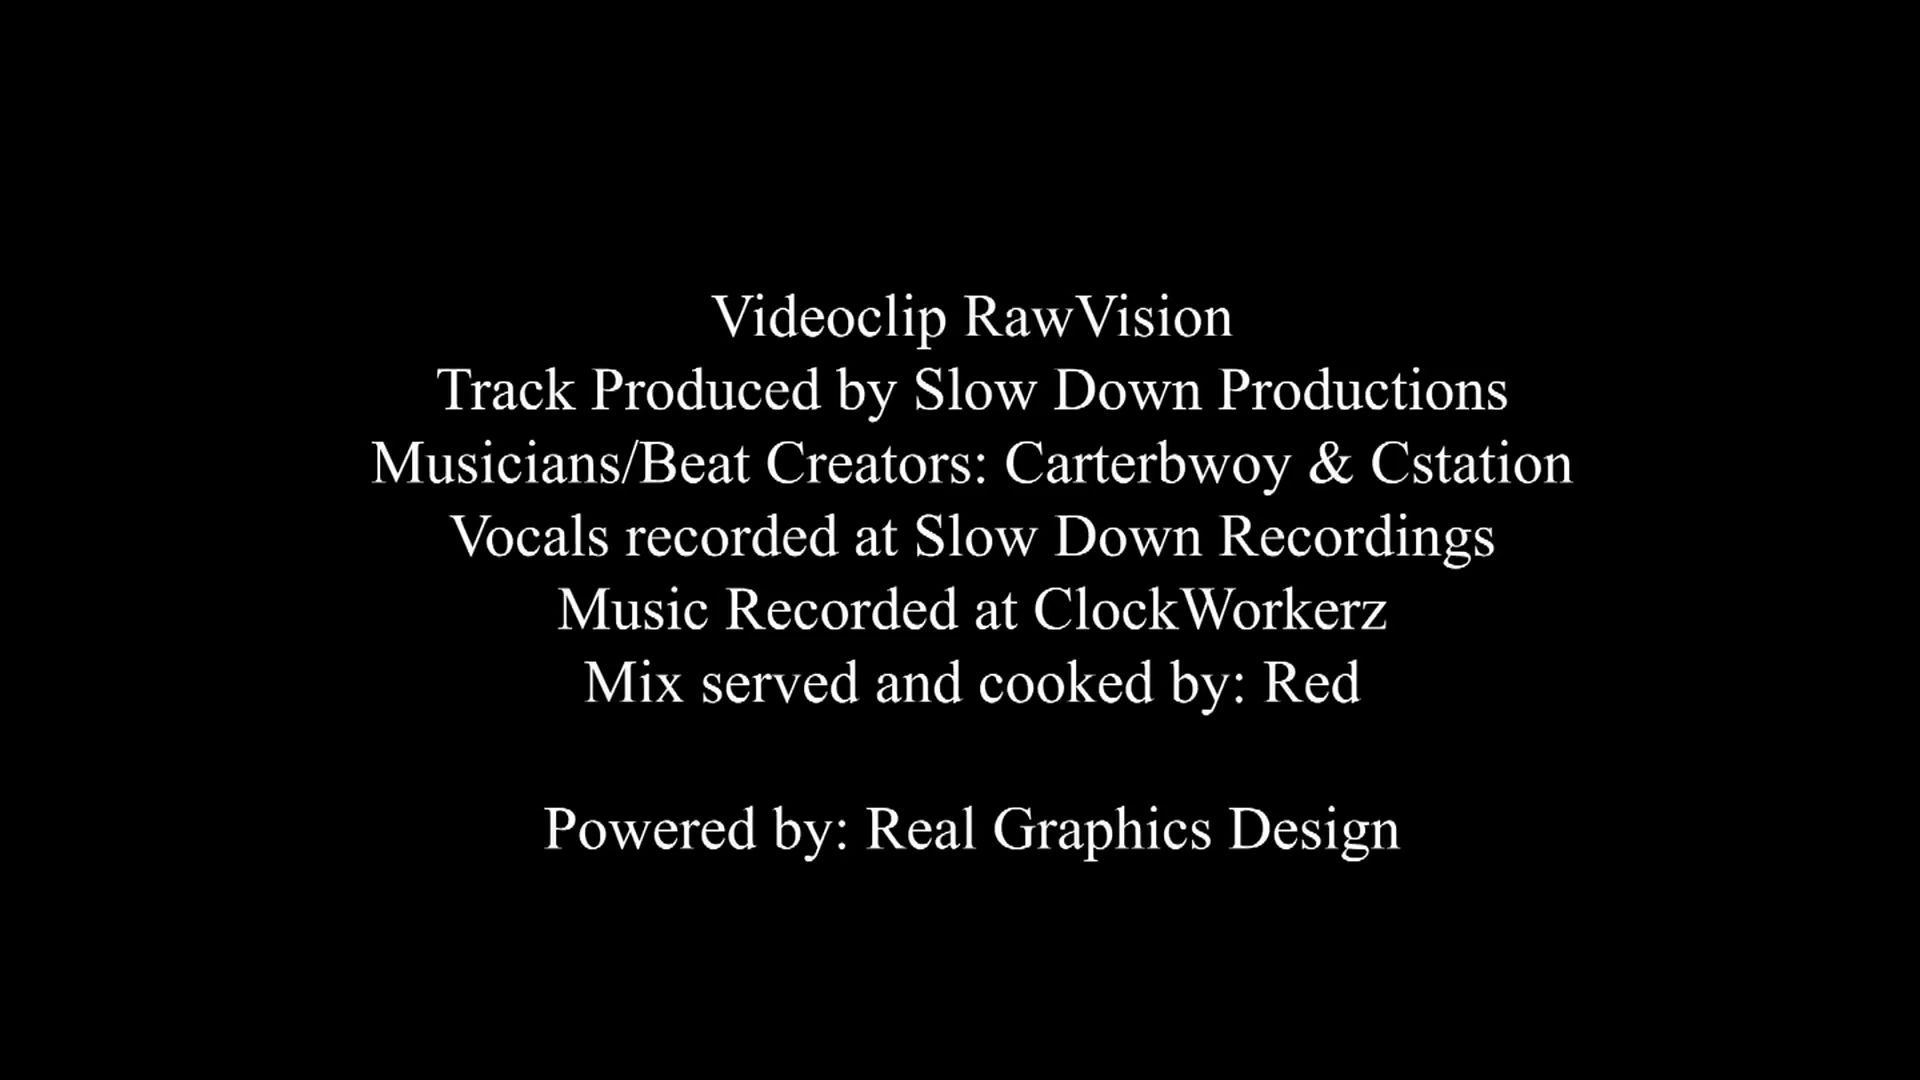 Videoclip RawVision
Track Produced by Slow Down Productions
Musicians/Beat Creators: Carterbwoy & Cstation
Vocals recorded at Slow Down Recordings
Music Recorded at ClockWorkerz
Mix served and cooked by: Red
Powered by: Real Graphics Design